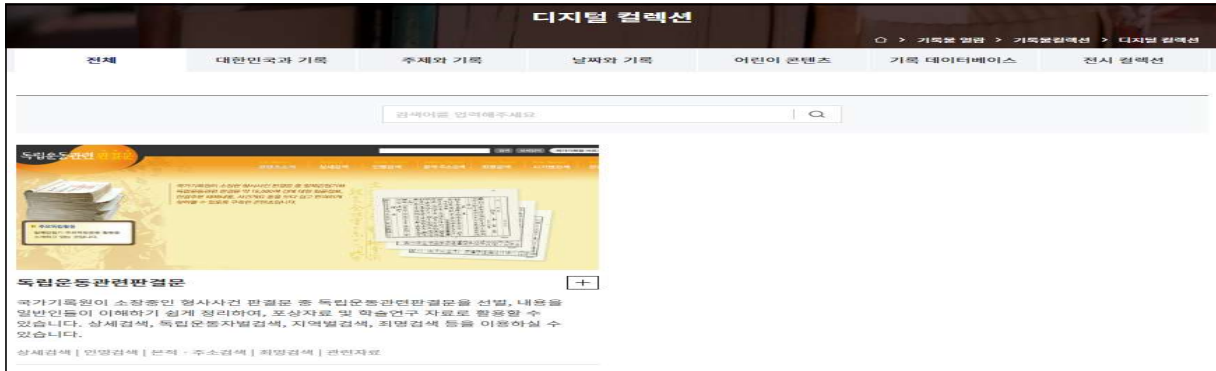 디지털 컬렉션
> 기록물 열람 > 기록물컬렉션 > 디지털 컬렉션
전체 대한민국과 기록 주제와 기록 날짜와 기록 어린이 콘텐츠 기록 데이터베이스 전시 컬렉션
검색어를 입력해주세요
독립운동관련 판결문
독립운동관련판결문
국가기록원이 소장중인 형사사건 판결문 중 독립운동관련판결문을 선별, 내용을
일반인들이 이해하기 쉽게 정리하여, 포상자료 및 학술연구 자료로 활용할 수
있습니다. 상세검색, 독립운동자별검색, 지역별검색, 죄명검색 등을 이용하실 수
있습니다.
상세검색 | 인명검색 | 본적 · 주소검색 | 죄명검색 | 관련자료